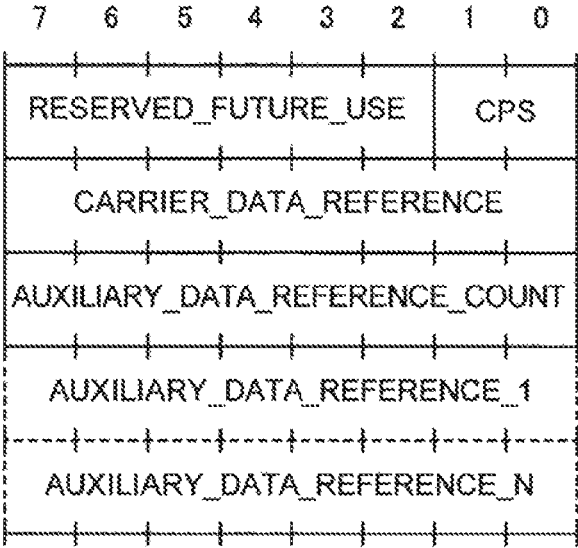 7 6 5 4 3 2 1 0
RESERVED_FUTURE_USE CPS
CARRIER_DATA_REFERENCE
AUXILIARY_DATA_REFERENCE_COUNT
AUXILIARY_DATA_REFERENCE_1
AUXILIARY_DATA_REFERENCE_N